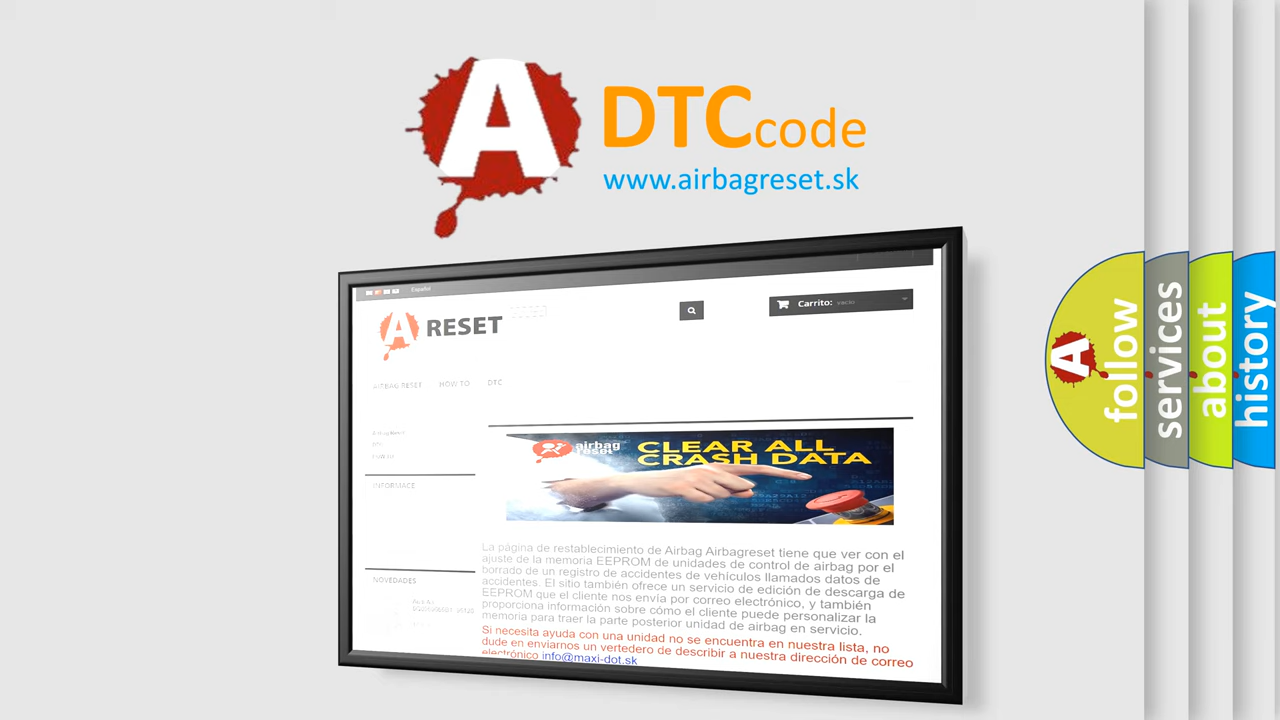 A DTC code
www.airbagreset.sk
Español
A RESET
Carrito: vacío
AIRBAG RESET HOW TO DTC
INFORMACE
airbag
reset
CLEAR ALL
CRASH DATA
La página de restablecimiento de Airbag Airbagreset tiene que ver con el
ajuste de la memoria EEPROM de unidades de control de airbag por el
borrado de un registro de accidentes de vehículos llamados datos de
accidentes. El sitio también ofrece un servicio de edición de descarga de
EEPROM que el cliente nos envía por correo electrónico, y también
proporciona información sobre cómo el cliente puede personalizar la
memoria para traer la parte posterior unidad de airbag en servicio.
Si necesita ayuda con una unidad no se encuentra en nuestra lista, no
dude en enviarnos un vertedero de describir a nuestra dirección de correo
electrónico info@maxi-dot.sk
NOVEDADES
A follow
services
about
history